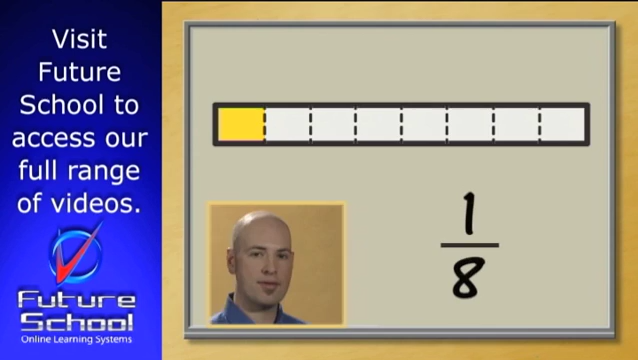 Visit
Future
School to
access our
full range
of videos.
Future
School
Online Learning Systems
1
8